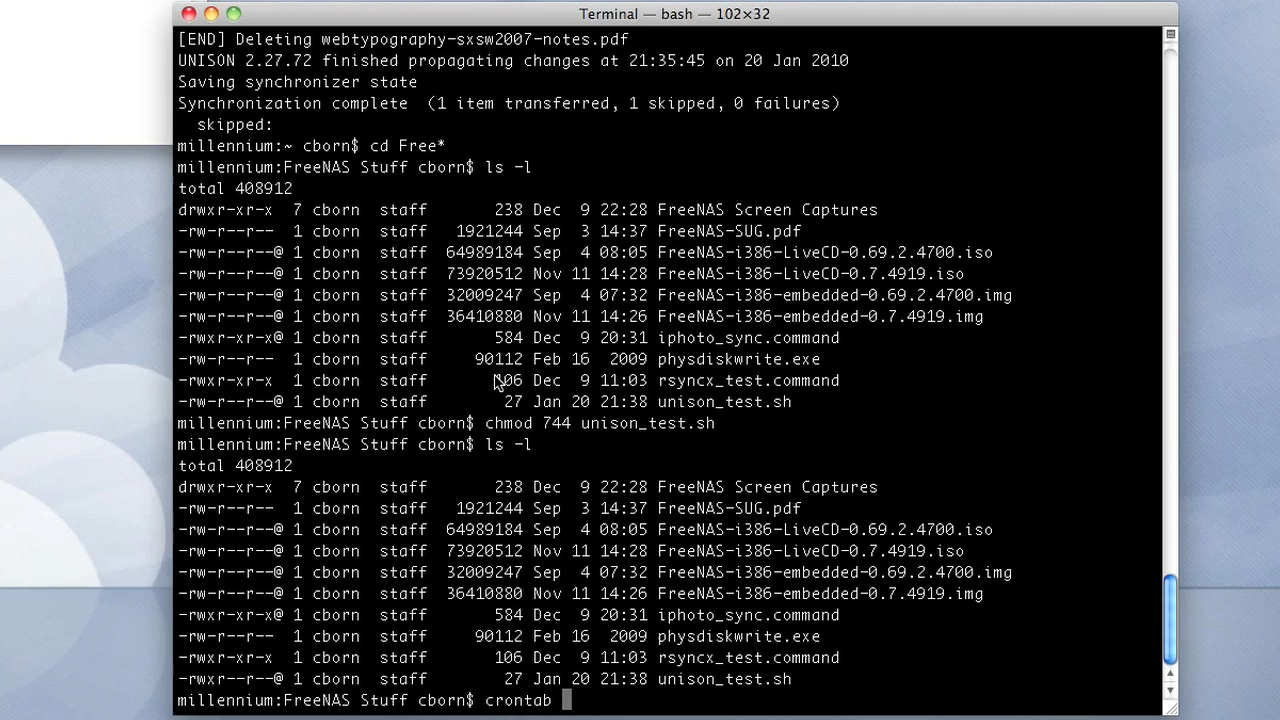 Terminal — bash — 102×32
[END] Deleting webtypography-sxsw2007-notes.pdf
UNISON 2.27.72 finished propagating changes at 21:35:45 on 20 Jan 2010
Saving synchronizer state
Synchronization complete  (1 item transferred, 1 skipped, 0 failures)
  skipped:
millennium:~ cborn$ cd Free*
millennium:FreeNAS Stuff cborn$ ls -l
total 408912
drwxr-xr-x  7 cborn  staff       238 Dec  9 22:28 FreeNAS Screen Captures
-rw-r--r--  1 cborn  staff   1921244 Sep  3 14:37 FreeNAS-SUG.pdf
-rw-r--r--@ 1 cborn  staff  64989184 Sep  4 08:05 FreeNAS-i386-LiveCD-0.69.2.4700.iso
-rw-r--r--@ 1 cborn  staff  73920512 Nov 11 14:28 FreeNAS-i386-LiveCD-0.7.4919.iso
-rw-r--r--@ 1 cborn  staff  32009247 Sep  4 07:32 FreeNAS-i386-embedded-0.69.2.4700.img
-rw-r--r--@ 1 cborn  staff  36410880 Nov 11 14:26 FreeNAS-i386-embedded-0.7.4919.img
-rwxr-xr-x@ 1 cborn  staff       584 Dec  9 20:31 iphoto_sync.command
-rw-r--r--  1 cborn  staff     90112 Feb 16  2009 physdiskwrite.exe
-rwxr-xr-x  1 cborn  staff       106 Dec  9 11:03 rsyncx_test.command
-rw-r--r--@ 1 cborn  staff        27 Jan 20 21:38 unison_test.sh
millennium:FreeNAS Stuff cborn$ chmod 744 unison_test.sh
millennium:FreeNAS Stuff cborn$ ls -l
total 408912
drwxr-xr-x  7 cborn  staff       238 Dec  9 22:28 FreeNAS Screen Captures
-rw-r--r--  1 cborn  staff   1921244 Sep  3 14:37 FreeNAS-SUG.pdf
-rw-r--r--@ 1 cborn  staff  64989184 Sep  4 08:05 FreeNAS-i386-LiveCD-0.69.2.4700.iso
-rw-r--r--@ 1 cborn  staff  73920512 Nov 11 14:28 FreeNAS-i386-LiveCD-0.7.4919.iso
-rw-r--r--@ 1 cborn  staff  32009247 Sep  4 07:32 FreeNAS-i386-embedded-0.69.2.4700.img
-rw-r--r--@ 1 cborn  staff  36410880 Nov 11 14:26 FreeNAS-i386-embedded-0.7.4919.img
-rwxr-xr-x@ 1 cborn  staff       584 Dec  9 20:31 iphoto_sync.command
-rw-r--r--  1 cborn  staff     90112 Feb 16  2009 physdiskwrite.exe
-rwxr-xr-x  1 cborn  staff       106 Dec  9 11:03 rsyncx_test.command
-rwxr--r--@ 1 cborn  staff        27 Jan 20 21:38 unison_test.sh
millennium:FreeNAS Stuff cborn$ crontab